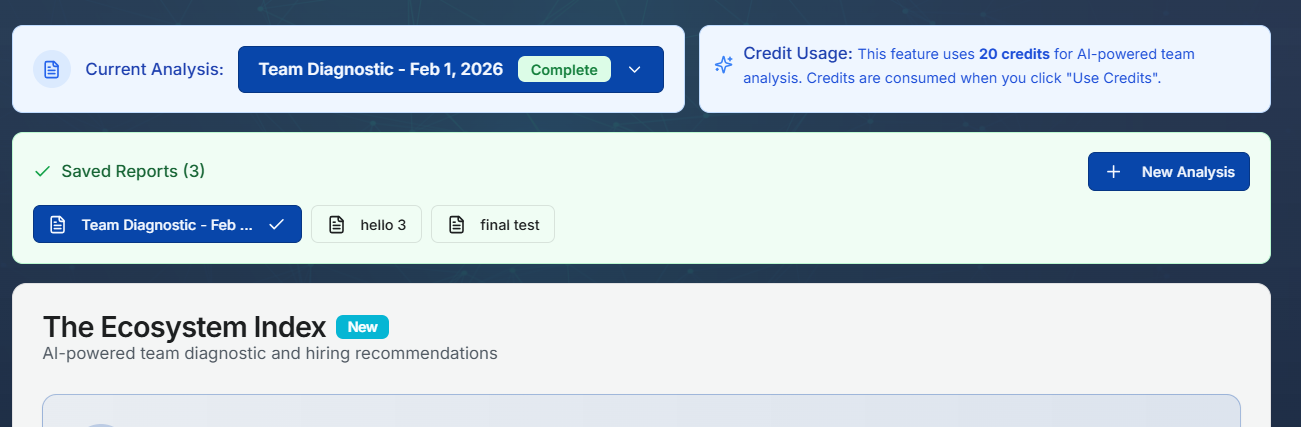 Current Analysis:
Team Diagnostic - Feb 1, 2026
Complete
Credit Usage: This feature uses 20 credits for AI-powered team
analysis. Credits are consumed when you click "Use Credits".
Saved Reports (3)
New Analysis
Team Diagnostic - Feb ...
hello 3
final test
The Ecosystem Index
New
AI-powered team diagnostic and hiring recommendations